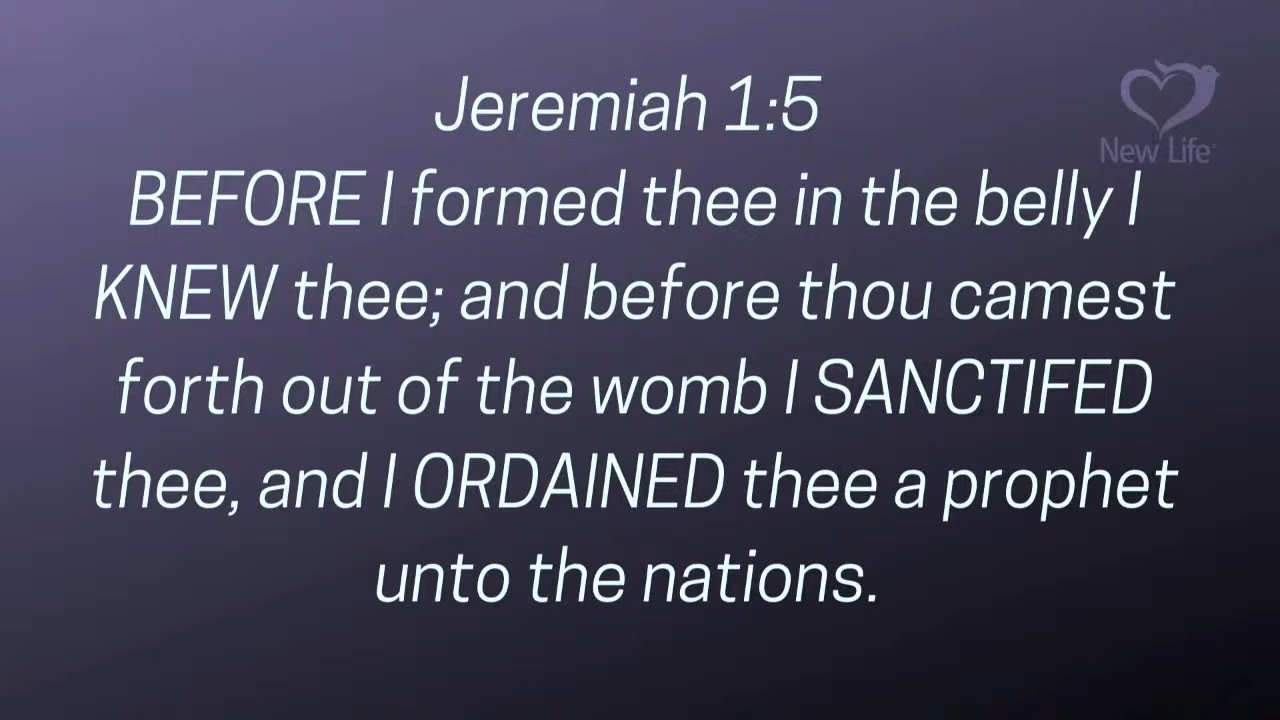 Jeremiah 1:5
New Life
BEFORE I formed thee in the belly I
KNEW thee; and before thou camest
forth out of the womb I SANCTIFED
thee, and I ORDAINED thee a prophet
unto the nations.